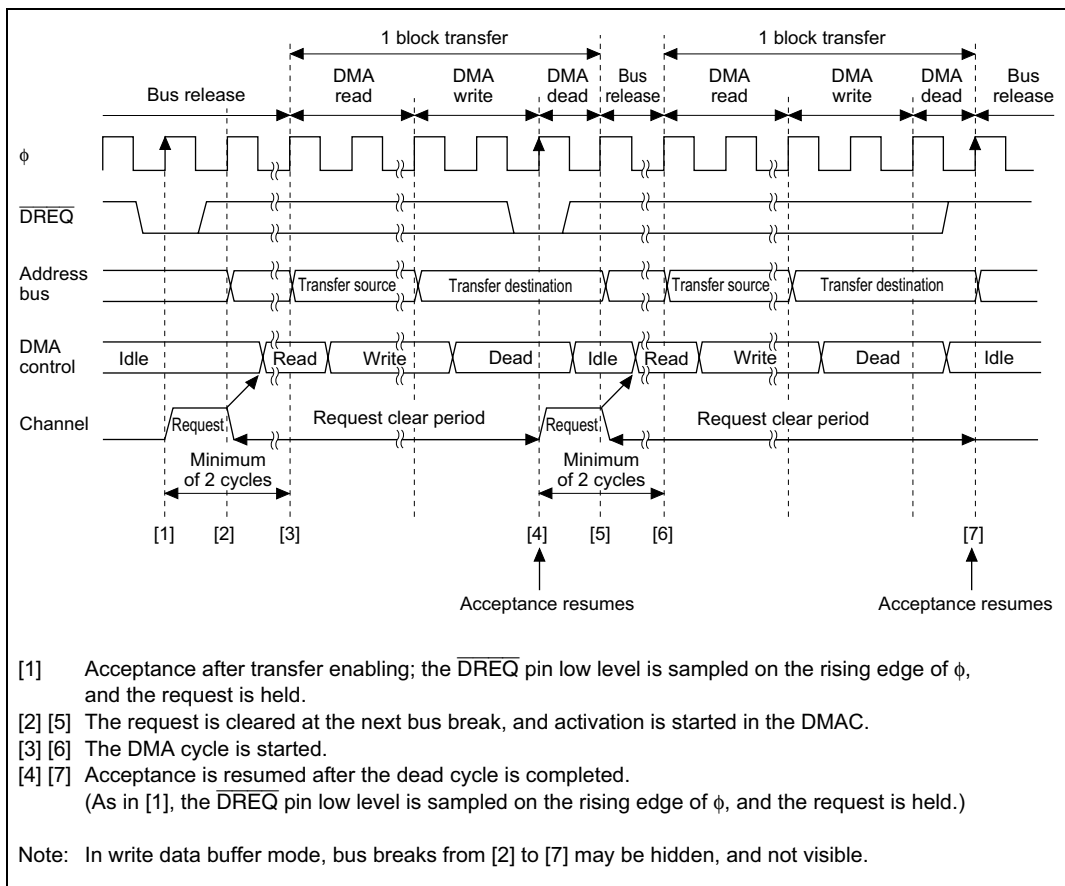 1 block transfer 1 block transfer
Bus release DMA read DMA write DMA dead Bus release DMA read DMA write DMA dead Bus release
φ
DREQ
Address bus Transfer source Transfer destination Transfer source Transfer destination
DMA control Idle Read Write Dead Idle Read Write Dead Idle
Channel Request Request clear period Request Request clear period
Minimum of 2 cycles Minimum of 2 cycles
[1] [2] [3] [4] [5] [6] [7]
Acceptance resumes Acceptance resumes
[1] Acceptance after transfer enabling; the DREQ pin low level is sampled on the rising edge of φ,
and the request is held.
[2] [5] The request is cleared at the next bus break, and activation is started in the DMAC.
[3] [6] The DMA cycle is started.
[4] [7] Acceptance is resumed after the dead cycle is completed.
(As in [1], the DREQ pin low level is sampled on the rising edge of φ, and the request is held.)
Note: In write data buffer mode, bus breaks from [2] to [7] may be hidden, and not visible.